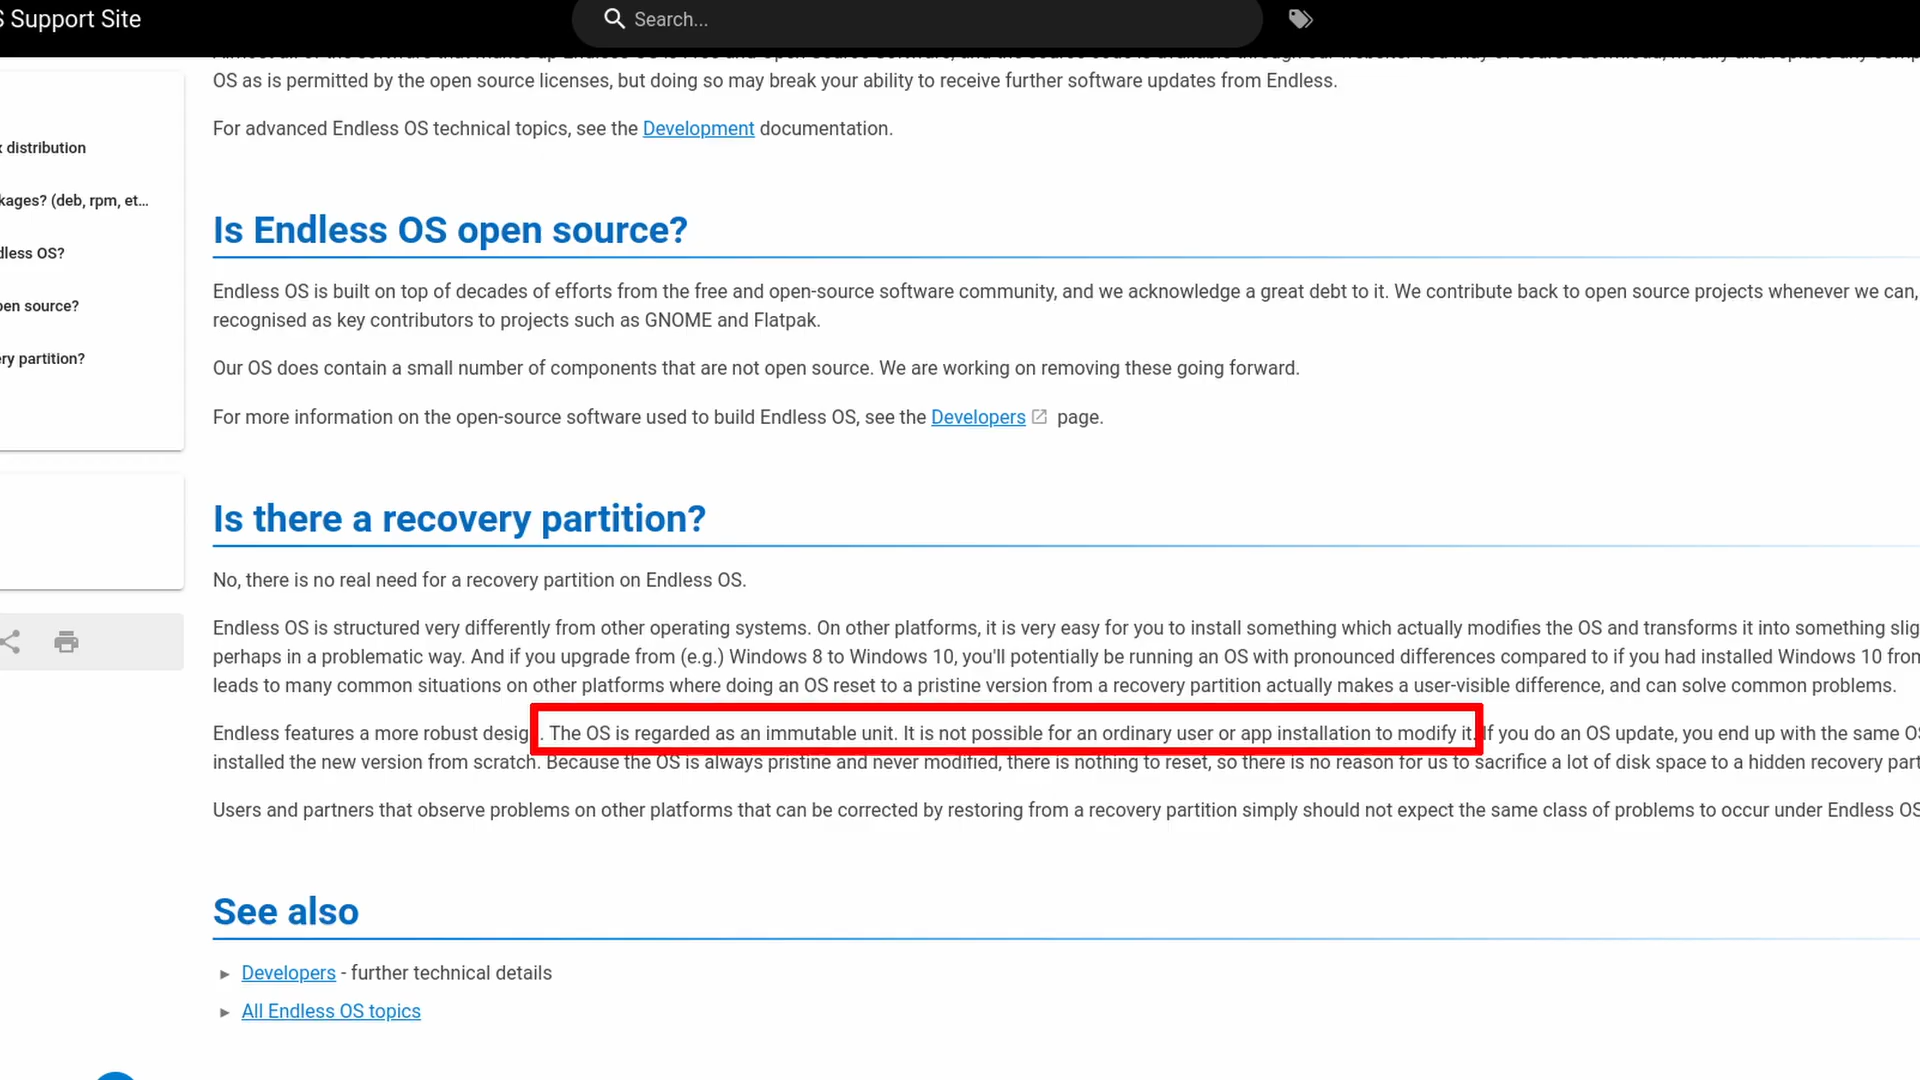 S Support Site
Search...
OS as is permitted by the open source licenses, but doing so may break your ability to receive further software updates from Endless.
For advanced Endless OS technical topics, see the Development documentation.
distribution
kages? (deb, rpm, et…
dless OS?
pen source?
ery partition?
Is Endless OS open source?
Endless OS is built on top of decades of efforts from the free and open-source software community, and we acknowledge a great debt to it. We contribute back to open source projects whenever we can,
recognised as key contributors to projects such as GNOME and Flatpak.
Our OS does contain a small number of components that are not open source. We are working on removing these going forward.
For more information on the open-source software used to build Endless OS, see the Developers page.
Is there a recovery partition?
No, there is no real need for a recovery partition on Endless OS.
Endless OS is structured very differently from other operating systems. On other platforms, it is very easy for you to install something which actually modifies the OS and transforms it into something slig
perhaps in a problematic way. And if you upgrade from (e.g.) Windows 8 to Windows 10, you'll potentially be running an OS with pronounced differences compared to if you had installed Windows 10 from
leads to many common situations on other platforms where doing an OS reset to a pristine version from a recovery partition actually makes a user-visible difference, and can solve common problems.
Endless features a more robust desig. The OS is regarded as an immutable unit. It is not possible for an ordinary user or app installation to modify it. If you do an OS update, you end up with the same OS
installed the new version from scratch. Because the OS is always pristine and never modified, there is nothing to reset, so there is no reason for us to sacrifice a lot of disk space to a hidden recovery part
Users and partners that observe problems on other platforms that can be corrected by restoring from a recovery partition simply should not expect the same class of problems to occur under Endless OS
See also
Developers - further technical details
All Endless OS topics